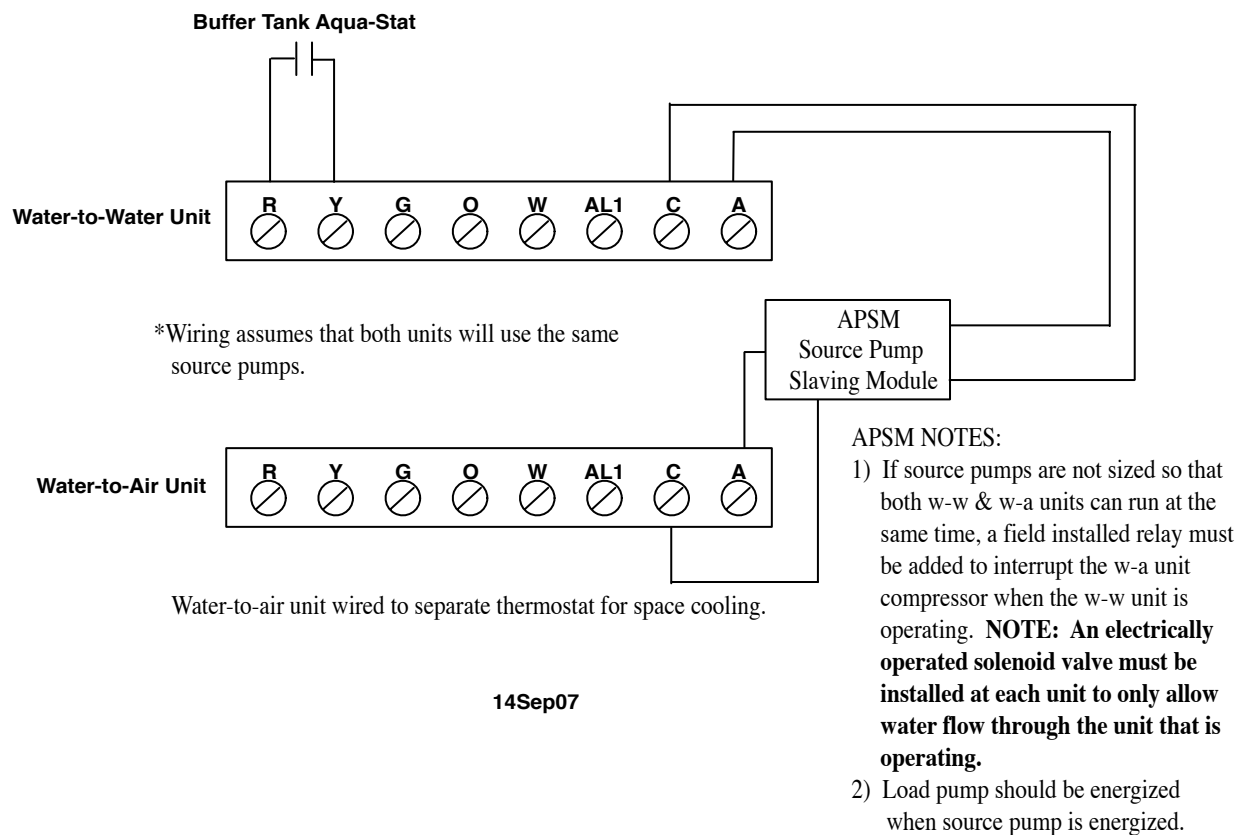 Buffer Tank Aqua-Stat
Water-to-Water Unit
R Y G O W AL1 C A
*Wiring assumes that both units will use the same
source pumps.
APSM
Source Pump
Slaving Module
Water-to-Air Unit
R Y G O W AL1 C A
Water-to-air unit wired to separate thermostat for space cooling.
14Sep07
APSM NOTES:
1) If source pumps are not sized so that
both w-w & w-a units can run at the
same time, a field installed relay must
be added to interrupt the w-a unit
compressor when the w-w unit is
operating. NOTE: An electrically
operated solenoid valve must be
installed at each unit to only allow
water flow through the unit that is
operating.
2) Load pump should be energized
when source pump is energized.